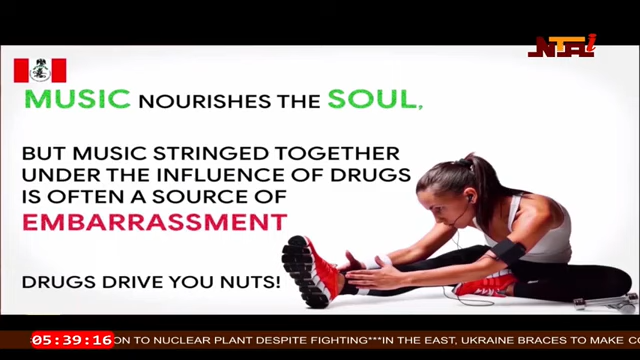 NTAi
MUSIC NOURISHES THE SOUL,
BUT MUSIC STRINGED TOGETHER
UNDER THE INFLUENCE OF DRUGS
IS OFTEN A SOURCE OF
EMBARRASSMENT
DRUGS DRIVE YOU NUTS!
05:39:16 ON TO NUCLEAR PLANT DESPITE FIGHTING***IN THE EAST, UKRAINE BRACES TO MAKE